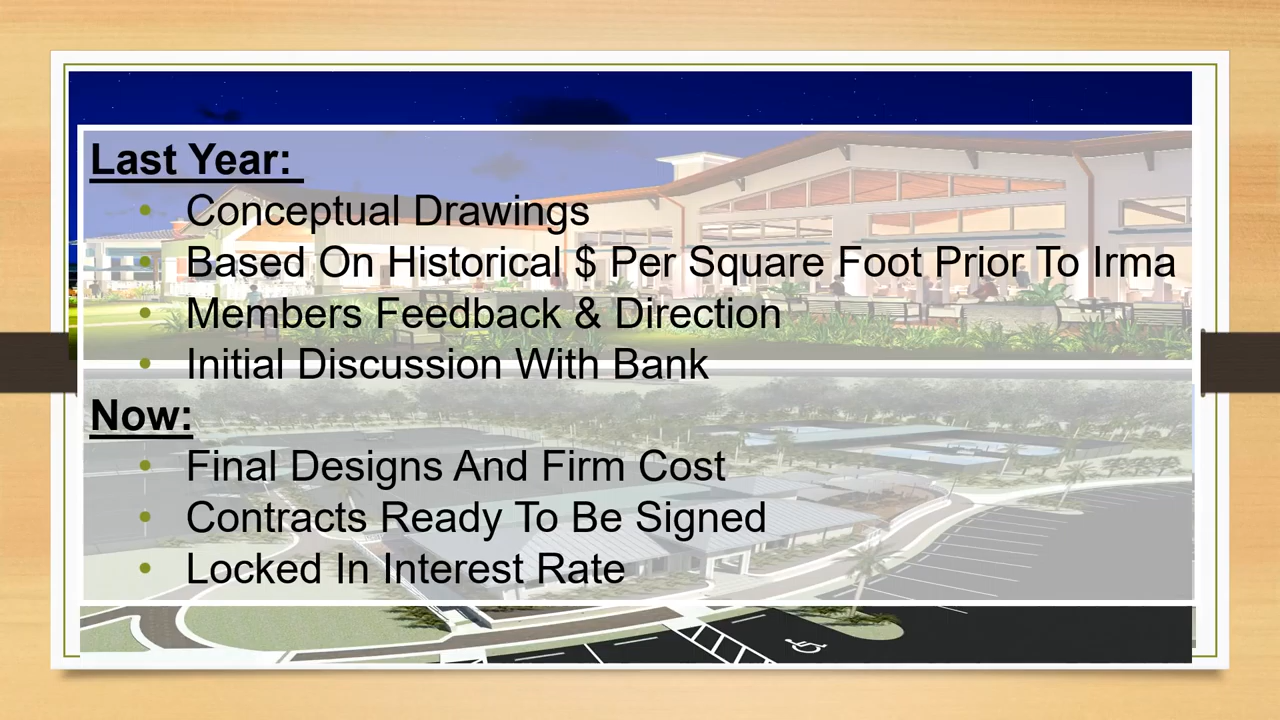 Last Year:
• Conceptual Drawings
• Based On Historical $ Per Square Foot Prior To Irma
• Members Feedback & Direction
• Initial Discussion With Bank
Now:
• Final Designs And Firm Cost
• Contracts Ready To Be Signed
• Locked In Interest Rate